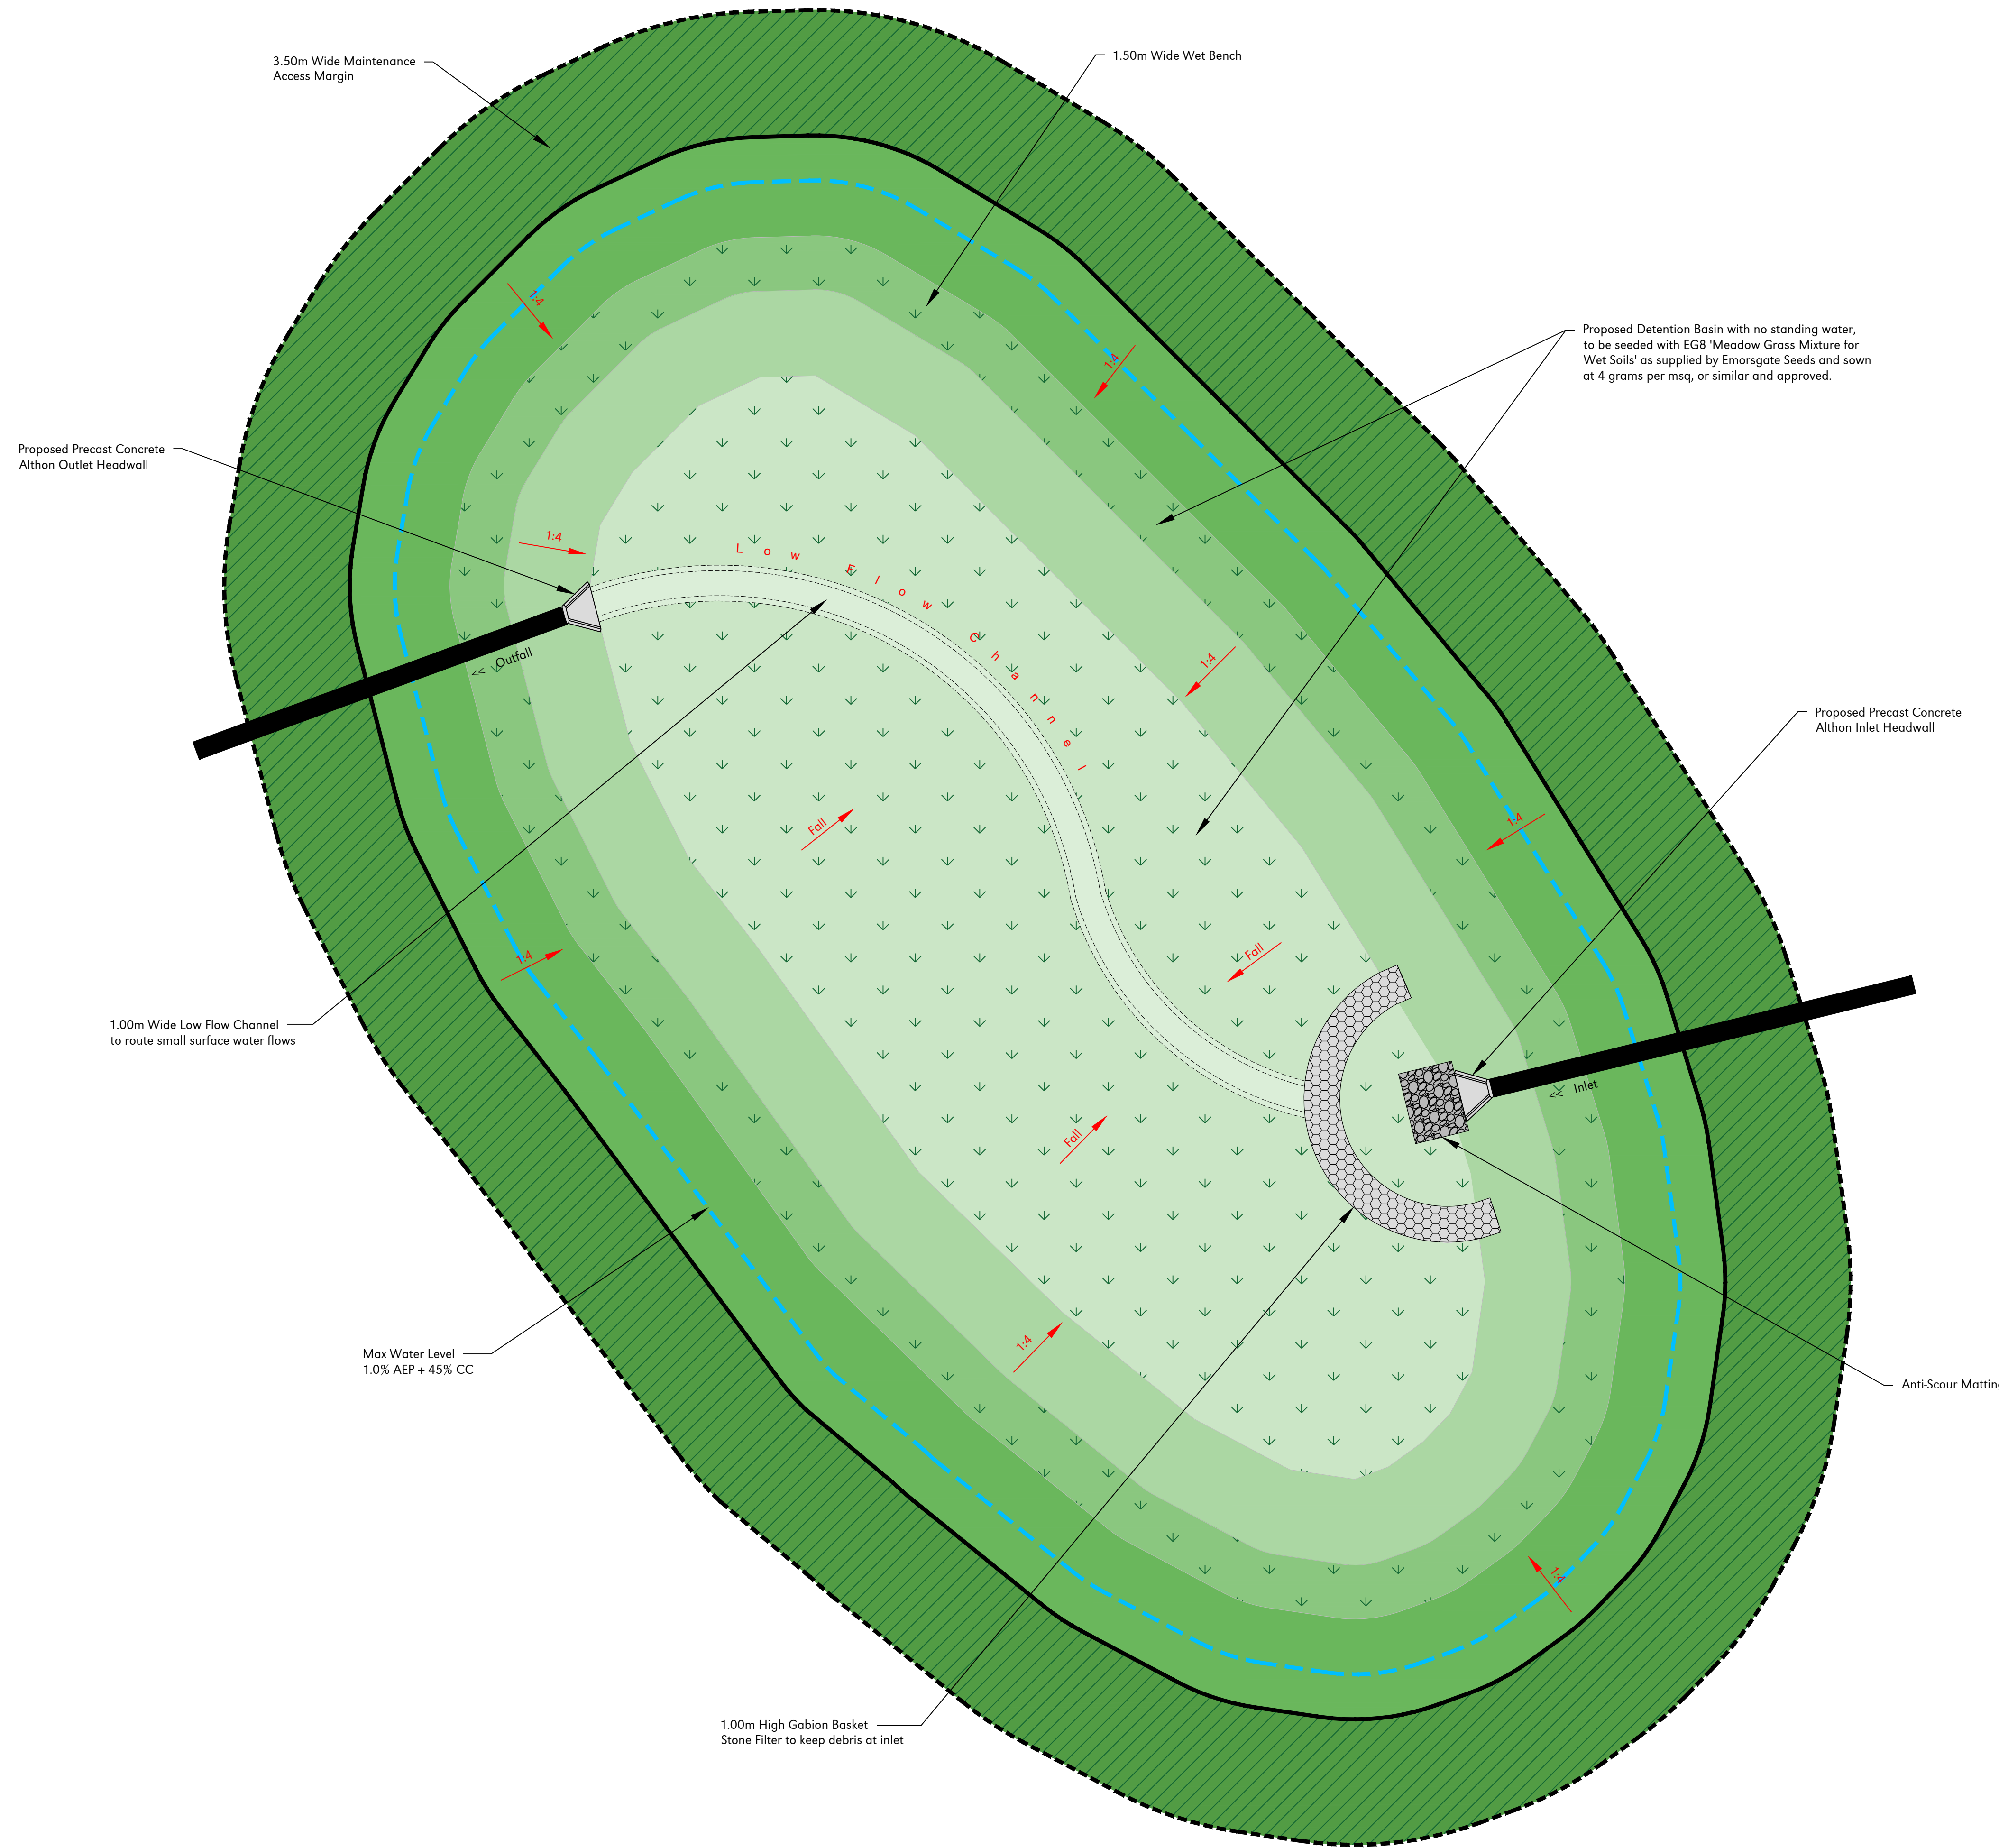 3.50m Wide Maintenance
Access Margin
1.50m Wide Wet Bench
1:4
1:4
Proposed Detention Basin with no standing water,
to be seeded with EG8 'Meadow Grass Mixture for
Wet Soils' as supplied by Emorsgate Seeds and sown
at 4 grams per msq, or similar and approved.
Proposed Precast Concrete
Althon Outlet Headwall
1:4
Low Flow Channel
<< Outfall
1:4
Proposed Precast Concrete
Althon Inlet Headwall
Fall
1:4
1:4
Fall
1.00m Wide Low Flow Channel
to route small surface water flows
<< Inlet
Fall
Max Water Level
1.0% AEP + 45% CC
1:4
Anti-Scour Mattin
1:4
1.00m High Gabion Basket
Stone Filter to keep debris at inlet